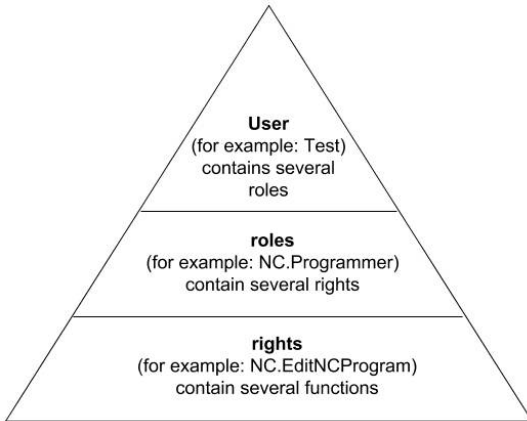 User
(for example: Test)
contains several
roles
roles
(for example: NC.Programmer)
contain several rights
rights
(for example: NC.EditNCProgram)
contain several functions